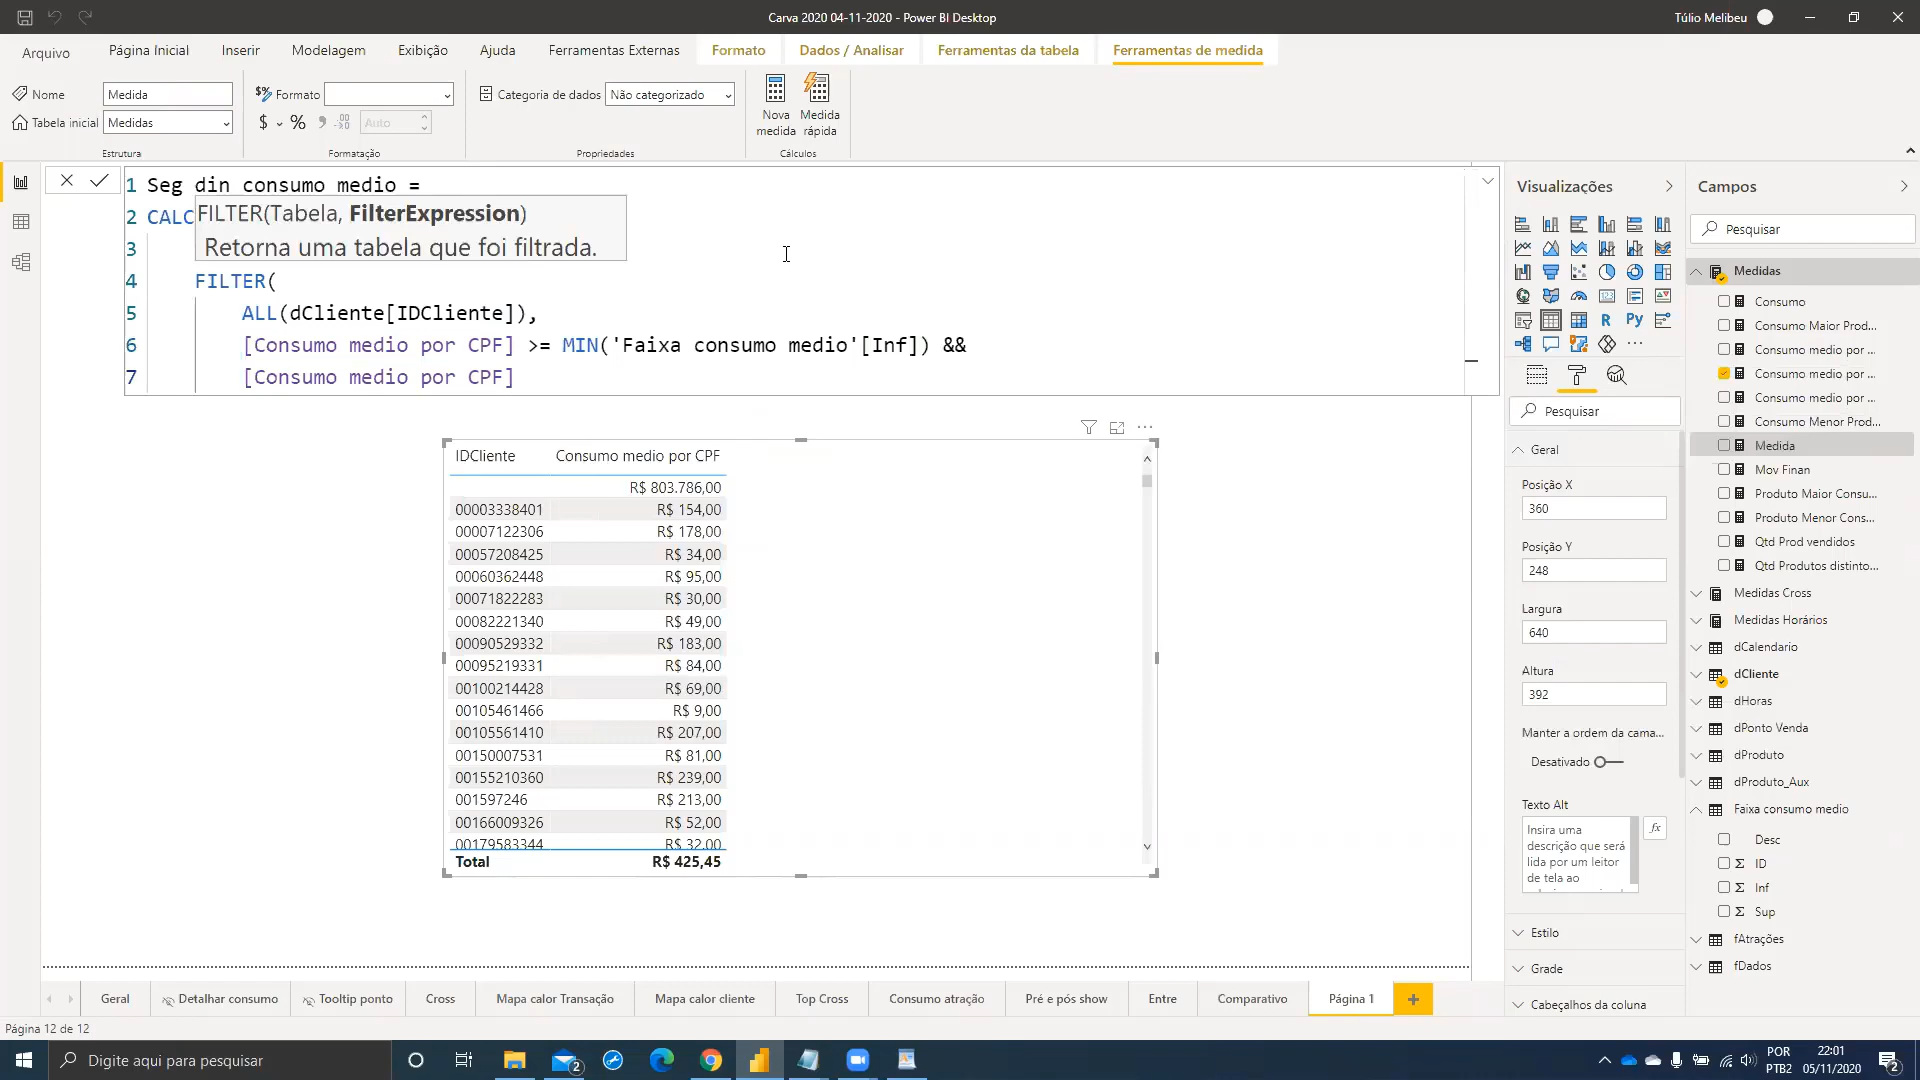 Carva 2020 04-11-2020 - Power BI Desktop
Túlio Melibeu
Arquivo
Página Inicial
Inserir
Modelagem
Exibição
Ajuda
Ferramentas Externas
Formato
Dados / Analisar
Ferramentas da tabela
Ferramentas de medida
Nome
Medida
Tabela inicial
Medidas
Estrutura
Formato
$ % 
Auto
Formatação
Categoria de dados
Não categorizado
Propriedades
Nova medida
Medida rápida
Cálculos
1 Seg din consumo medio =
2 CALC
FILTER(Tabela, FilterExpression)
Retorna uma tabela que foi filtrada.
3
4 FILTER(
5 ALL(dCliente[IDCliente]),
6 [Consumo medio por CPF] >= MIN('Faixa consumo medio'[Inf]) &&
7 [Consumo medio por CPF]
IDCliente Consumo medio por CPF
R$ 803.786,00
00003338401 R$ 154,00
00007122306 R$ 178,00
00057208425 R$ 34,00
00060362448 R$ 95,00
00071822283 R$ 30,00
00082221340 R$ 49,00
00090529332 R$ 183,00
00095219331 R$ 84,00
00100214428 R$ 69,00
00105461466 R$ 9,00
00105561410 R$ 207,00
00150007531 R$ 81,00
00155210360 R$ 239,00
001597246 R$ 213,00
00166009326 R$ 52,00
00179583344 R$ 32,00
Total R$ 425,45
Visualizações
R
Py
Pesquisar
Geral
Posição X
360
Posição Y
248
Largura
640
Altura
392
Manter a ordem da cama...
Desativado
Texto Alt
Insira uma
descrição que será
lida por um leitor
de tela ao
fx
Estilo
Grade
Cabeçalhos da coluna
Campos
Pesquisar
Medidas
Consumo
Consumo Maior Prod...
Consumo medio por ...
Consumo medio por ...
Consumo medio por ...
Consumo Menor Prod...
Medida
Mov Finan
Produto Maior Consu...
Produto Menor Cons...
Qtd Prod vendidos
Qtd Produtos distinto...
Medidas Cross
Medidas Horários
dCalendario
dCliente
dHoras
dPonto Venda
dProduto
dProduto_Aux
Faixa consumo medio
Desc
ID
Inf
Sup
fAtrações
fDados
Geral
Detalhar consumo
Tooltip ponto
Cross
Mapa calor Transação
Mapa calor cliente
Top Cross
Consumo atração
Pré e pós show
Entre
Comparativo
Página 1
+
Página 12 de 12
Digite aqui para pesquisar
2
POR
PTB2
22:01
05/11/2020
2